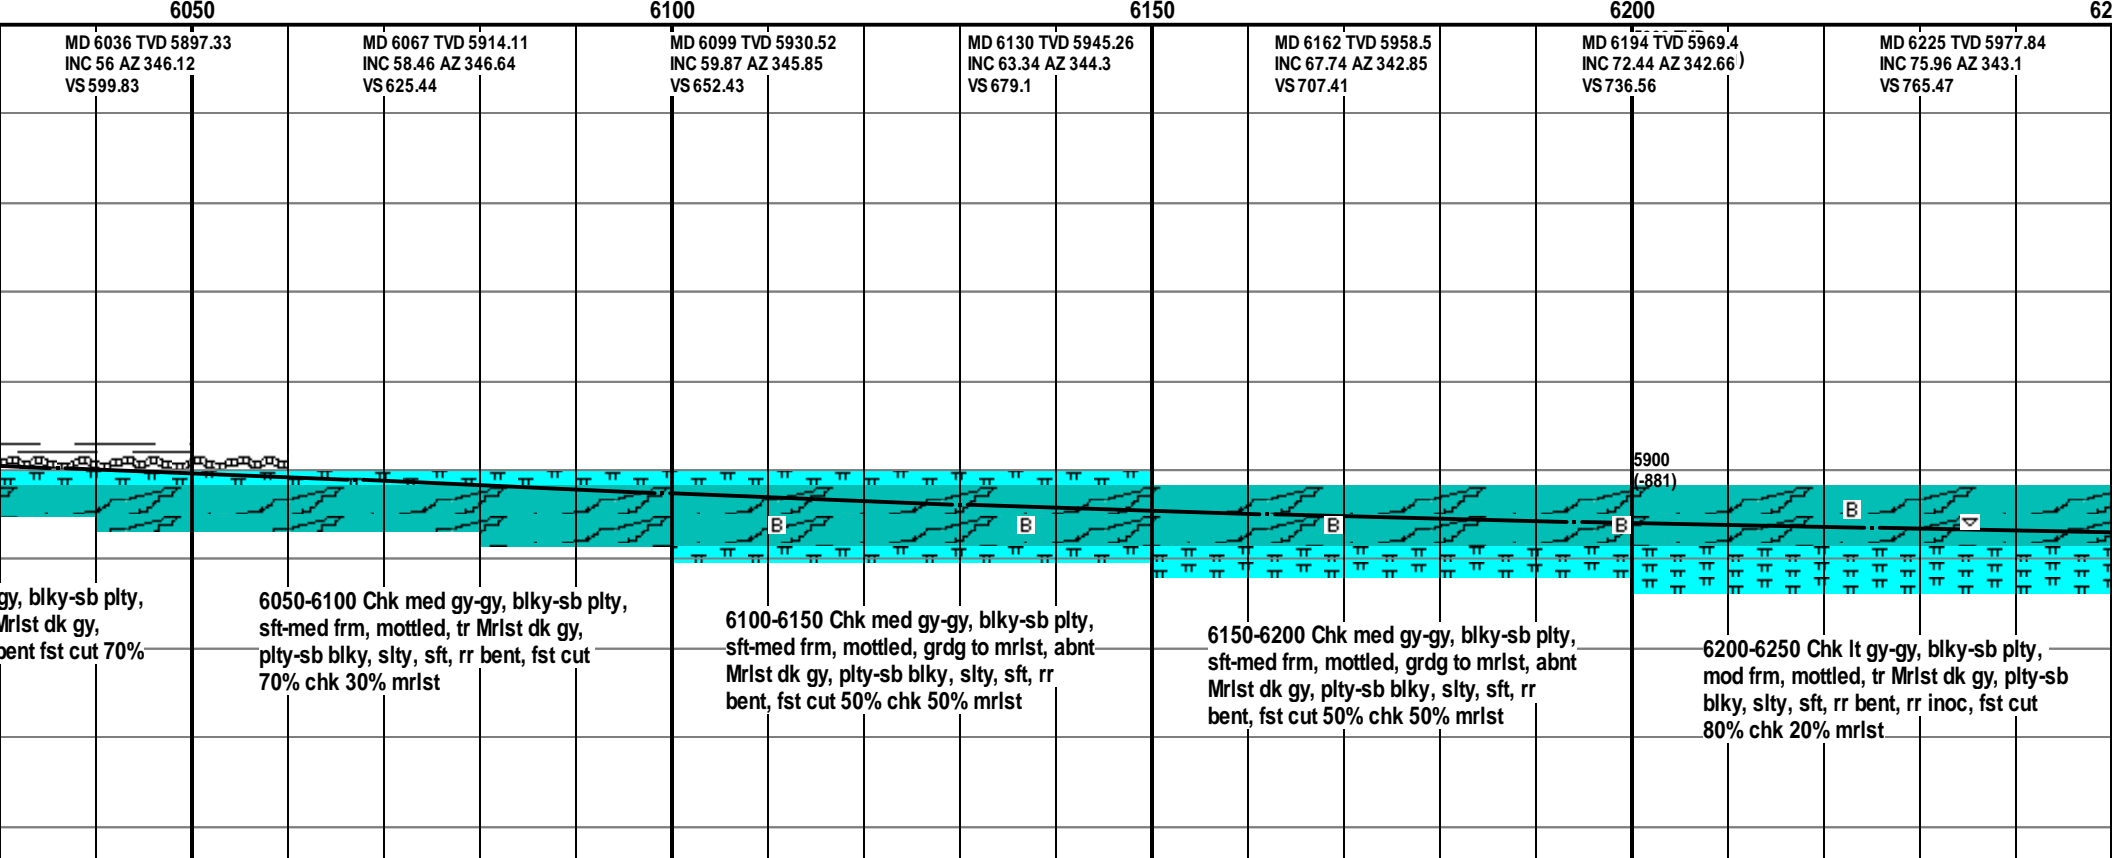 6050
6100
6150
6200
62
MD 6036 TVD 5897.33
INC 56 AZ 346.12
VS 599.83
MD 6067 TVD 5914.11
INC 58.46 AZ 346.64
VS 625.44
MD 6099 TVD 5930.52
INC 59.87 AZ 345.85
VS 652.43
MD 6130 TVD 5945.26
INC 63.34 AZ 344.3
VS 679.1
MD 6162 TVD 5958.5
INC 67.74 AZ 342.85
VS 707.41
MD 6194 TVD 5969.4
INC 72.44 AZ 342.66
VS 736.56
MD 6225 TVD 5977.84
INC 75.96 AZ 343.1
VS 765.47
5900
(-881)
B
B
B
B
B
gy, blky-sb plty,
Mrlst dk gy,
bent fst cut 70%
6050-6100 Chk med gy-gy, blky-sb plty,
sft-med frm, mottled, tr Mrlst dk gy,
plty-sb blky, slty, sft, rr bent, fst cut
70% chk 30% mrlst
6100-6150 Chk med gy-gy, blky-sb plty,
sft-med frm, mottled, grdg to mrlst, abnt
Mrlst dk gy, plty-sb blky, slty, sft, rr
bent, fst cut 50% chk 50% mrlst
6150-6200 Chk med gy-gy, blky-sb plty,
sft-med frm, mottled, grdg to mrlst, abnt
Mrlst dk gy, plty-sb blky, slty, sft, rr
bent, fst cut 50% chk 50% mrlst
6200-6250 Chk lt gy-gy, blky-sb plty,
mod frm, mottled, tr Mrlst dk gy, plty-sb
blky, slty, sft, rr bent, rr inoc, fst cut
80% chk 20% mrlst